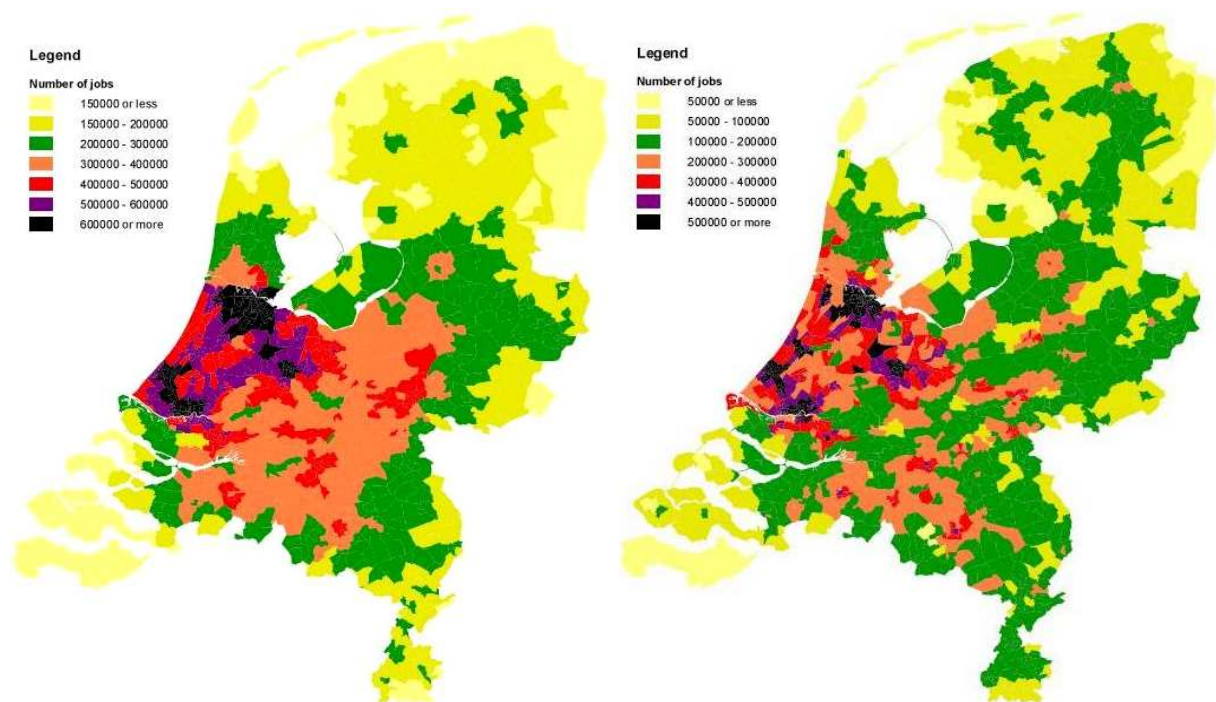 Legend
Number of jobs
150000 or less
150000 - 200000
200000 - 300000
300000 - 400000
400000 - 500000
500000 - 600000
600000 or more
Legend
Number of jobs
50000 or less
50000 - 100000
100000 - 200000
200000 - 300000
300000 - 400000
400000 - 500000
500000 or more